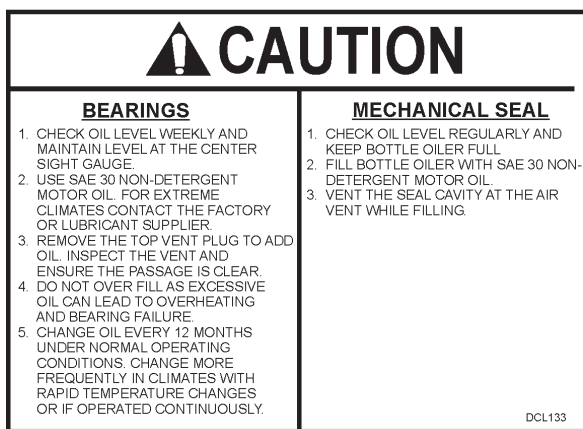 CAUTION
BEARINGS
1. CHECK OIL LEVEL WEEKLY AND
MAINTAIN LEVEL AT THE CENTER
SIGHT GAUGE.
2. USE SAE 30 NON-DETERGENT
MOTOR OIL. FOR EXTREME
CLIMATES CONTACT THE FACTORY
OR LUBRICANT SUPPLIER.
3. REMOVE THE TOP VENT PLUG TO ADD
OIL. INSPECT THE VENT AND
ENSURE THE PASSAGE IS CLEAR.
4. DO NOT OVER FILL AS EXCESSIVE
OIL CAN LEAD TO OVERHEATING
AND BEARING FAILURE.
5. CHANGE OIL EVERY 12 MONTHS
UNDER NORMAL OPERATING
CONDITIONS. CHANGE MORE
FREQUENTLY IN CLIMATES WITH
RAPID TEMPERATURE CHANGES
OR IF OPERATED CONTINUOUSLY.
MECHANICAL SEAL
1. CHECK OIL LEVEL REGULARLY AND
KEEP BOTTLE OILER FULL
2. FILL BOTTLE OILER WITH SAE 30 NON-
DETERGENT MOTOR OIL.
3. VENT THE SEAL CAVITY AT THE AIR
VENT WHILE FILLING.
DCL133